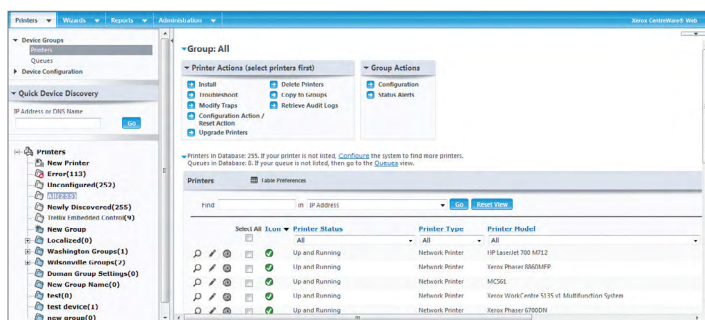 Printers Wizards Reports Administration Xerox CentreWare® Web
Device Groups
Printers
Queues
Device Configuration
Quick Device Discovery
IP Address or DNS Name
Go
Printers
New Printer
Error(113)
Unconfigured(252)
All(255)
Newly Discovered(255)
Trellix Embedded Control(9)
New Group
Localized(0)
Washington Groups(1)
Wilsonville Groups(7)
Doman Group Settings(0)
New Group Name(0)
test(0)
test device(1)
new group(0)
Group: All
Printer Actions (select printers first)
Install
Troubleshoot
Modify Traps
Configuration Action /
Reset Action
Upgrade Printers
Delete Printers
Copy to Groups
Retrieve Audit Logs
Group Actions
Configuration
Status Alerts
Printers in Database: 255. If your printer is not listed, Configure the system to find more printers.
Queues in Database: 0. If your queue is not listed, then go to the Queues view.
Printers Table Preferences
Find in IP Address Go Reset View
Select All Icon Printer Status Printer Type Printer Model
All All All
Up and Running Network Printer HP LaserJet 700 M712
Up and Running Network Printer Xerox Phaser 8860MFP
Up and Running Network Printer MC561
Up and Running Network Printer Xerox WorkCentre 5135 v1 Multifunction System
Up and Running Network Printer Xerox Phaser 6700DN